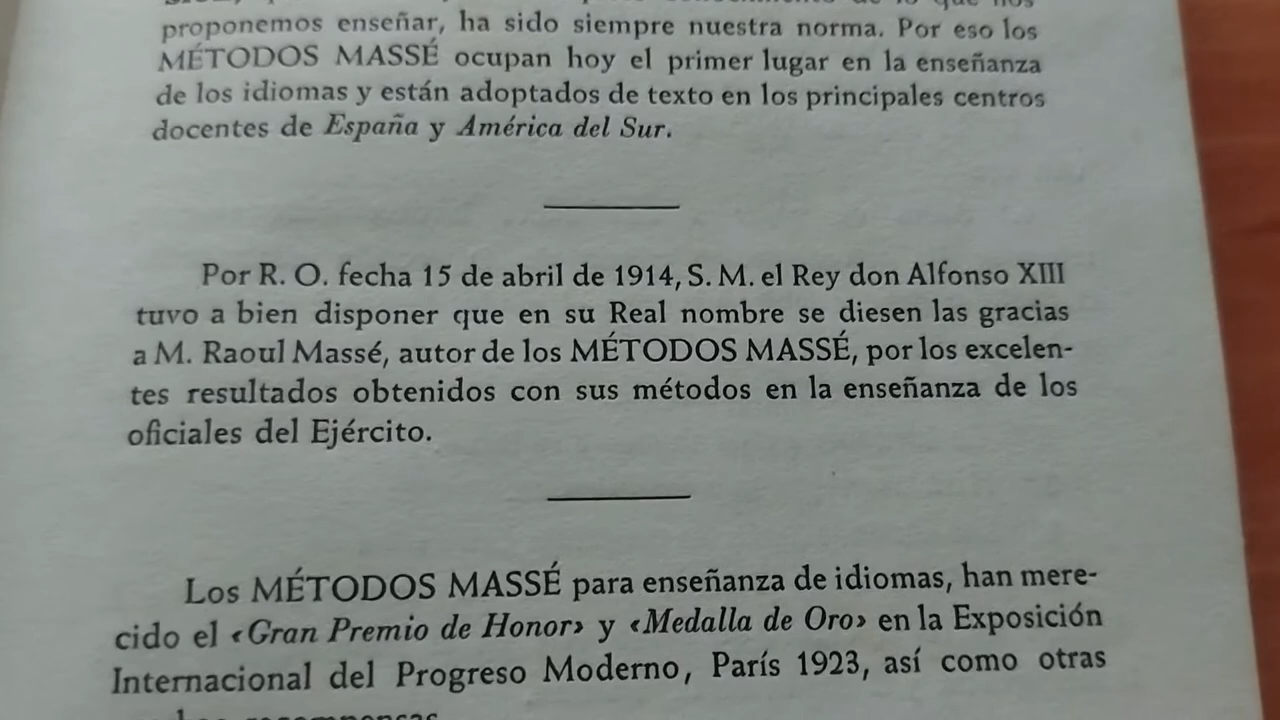 proponemos enseñar, ha sido siempre nuestra norma. Por eso los
MÉTODOS MASSÉ ocupan hoy el primer lugar en la enseñanza
de los idiomas y están adoptados de texto en los principales centros
docentes de España y América del Sur.
Por R. O. fecha 15 de abril de 1914, S. M. el Rey don Alfonso XIII
tuvo a bien disponer que en su Real nombre se diesen las gracias
a M. Raoul Massé, autor de los MÉTODOS MASSÉ, por los excelen-
tes resultados obtenidos con sus métodos en la enseñanza de los
oficiales del Ejército.
Los MÉTODOS MASSÉ para enseñanza de idiomas, han mere-
cido el «Gran Premio de Honor» y «Medalla de Oro» en la Exposición
Internacional del Progreso Moderno, París 1923, así como otras
recompensas.